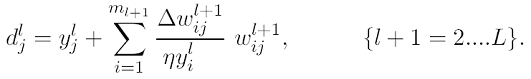 $d_j^l = y_j^l + \sum_{i=1}^{m_{l+1}} \frac{\Delta w_{ij}^{l+1}}{\eta y_i^l} \ w_{ij}^{l+1}, \qquad \{l+1 = 2....L\}.$